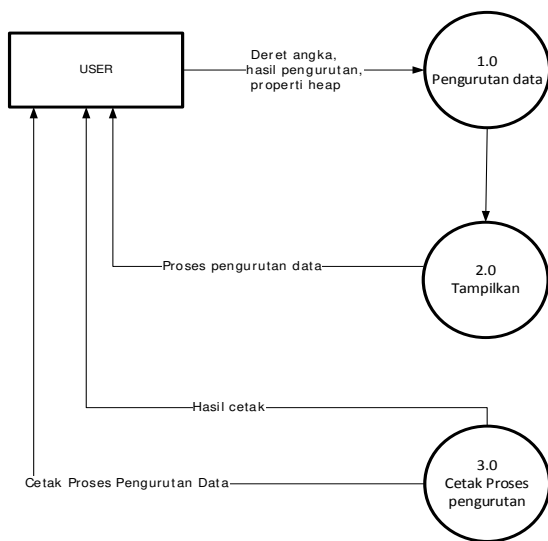 USER
Deret angka,
hasil pengurutan,
properti heap
1.0
Pengurutan data
Proses pengurutan data
2.0
Tampilkan
Hasil cetak
Cetak Proses Pengurutan Data
3.0
Cetak Proses
pengurutan